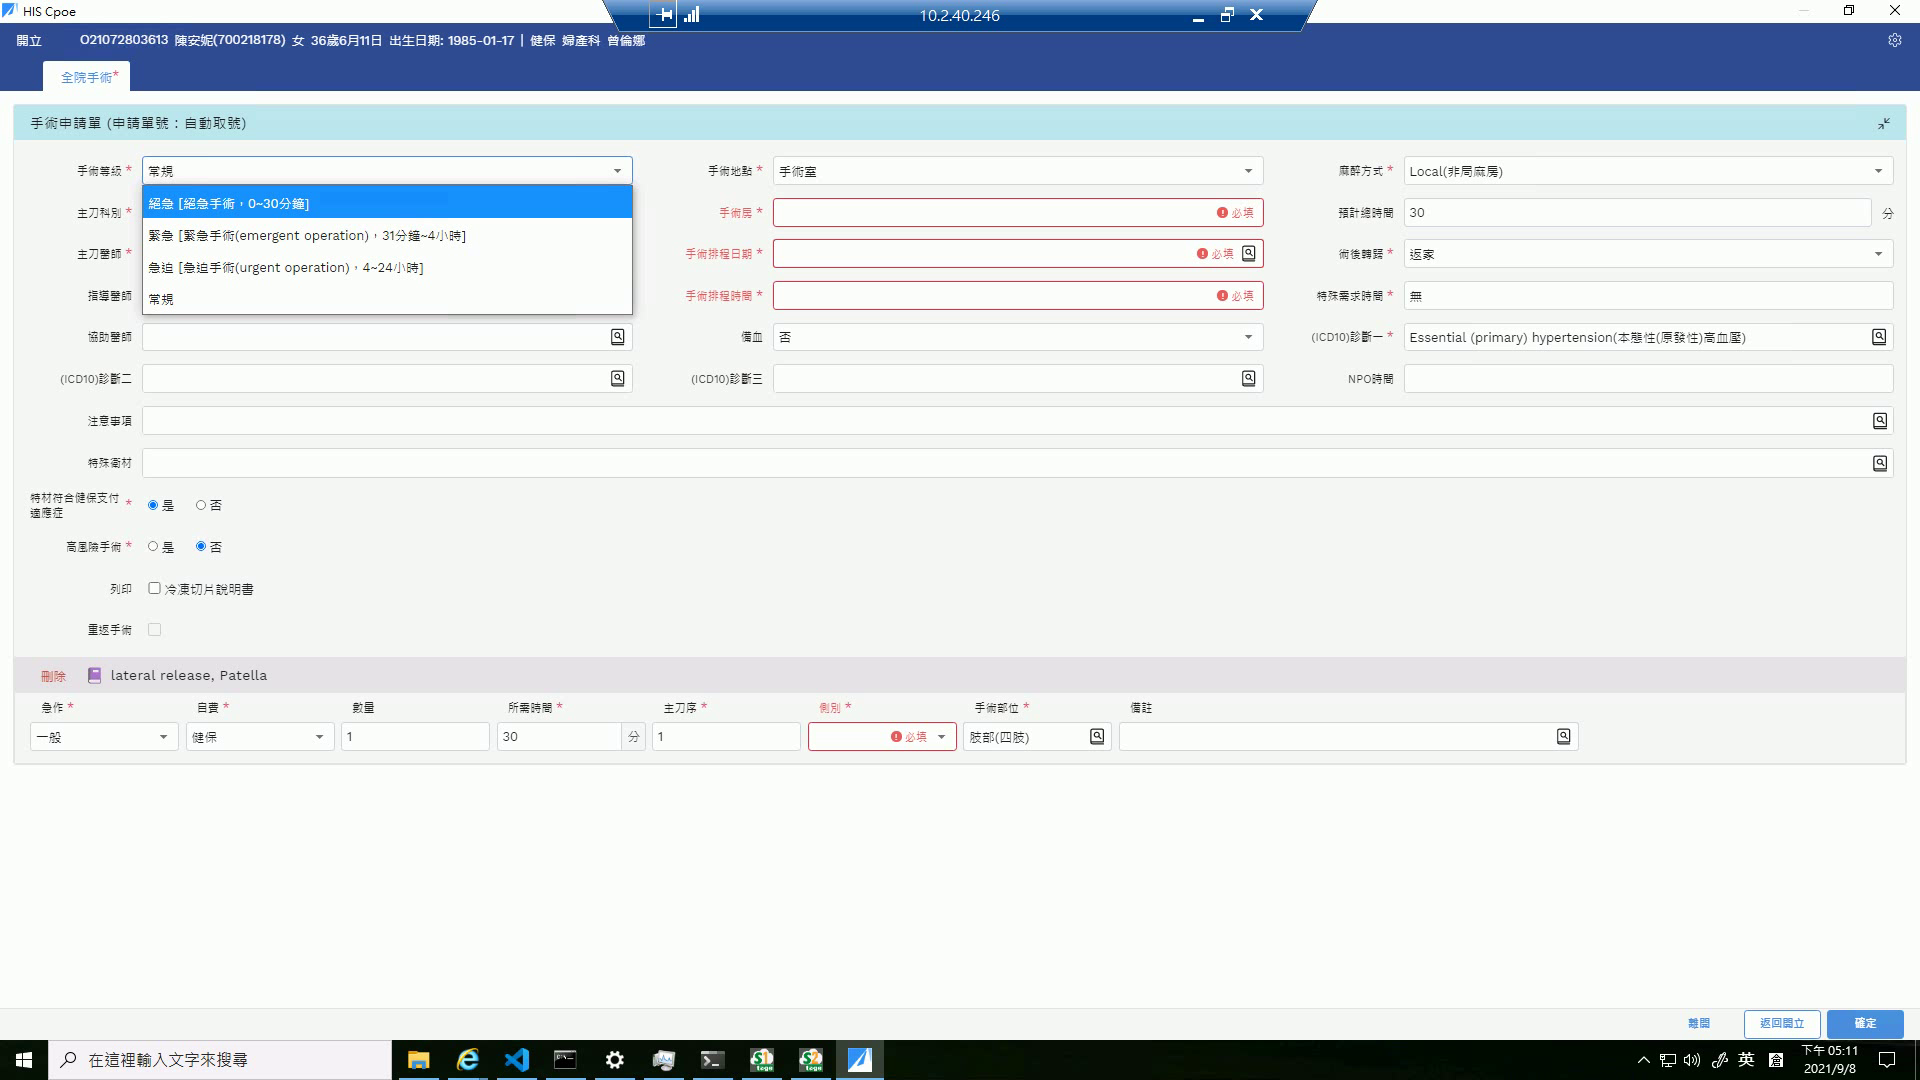 HIS Cpoe
10.2.40.246
開立 O21072803613 陳安妮(700218178) 女 36歲6月11日 出生日期: 1985-01-17 | 健保 婦產科 曾倫娜
全院手術*
手術申請單 (申請單號：自動取號)
手術等級 * 常規 手術地點 * 手術室 麻醉方式 * Local(非局麻房)
絕急 [絕急手術，0~30分鐘]
主刀科別 * 手術房 * 必填 預計總時間 30 分
緊急 [緊急手術(emergent operation)，31分鐘~4小時]
主刀醫師 * 手術排程日期 * 必填 術後轉歸 * 返家
急迫 [急迫手術(urgent operation)，4~24小時]
指導醫師 常規 手術排程時間 * 必填 特殊需求時間 * 無
協助醫師 備血 否 (ICD10)診斷一 * Essential (primary) hypertension(本態性(原發性)高血壓)
(ICD10)診斷二 (ICD10)診斷三 NPO時間
注意事項
特殊衛材
特材符合健保支付
適應症 * 是 否
高風險手術 * 是 否
列印 冷凍切片說明書
重返手術
刪除 lateral release, Patella
急作 * 自費 * 數量 所需時間 * 主刀序 * 側別 * 手術部位 * 備註
一般 健保 1 30 分 1 必填 肢部(四肢)
離開 返回開立 確定
在這裡輸入文字來搜尋
英
下午 05:11
2021/9/8